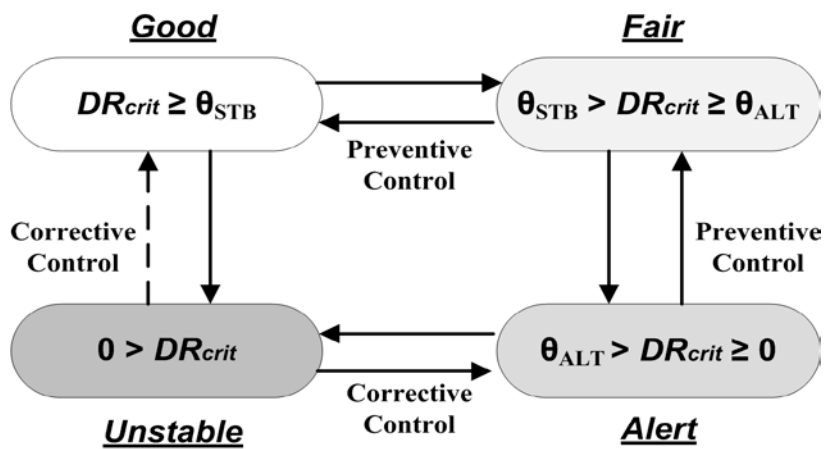 Good
Fair
DRcrit ≥ θSTB
θSTB > DRcrit ≥ θALT
Preventive
Control
Corrective
Control
Preventive
Control
0 > DRcrit
θALT > DRcrit ≥ 0
Corrective
Control
Unstable
Alert